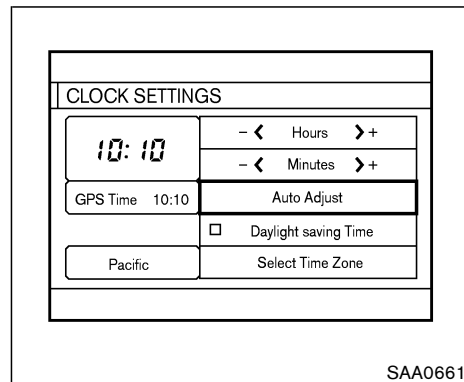 CLOCK SETTINGS
10:10
- ❮ Hours ❯ +
- ❮ Minutes ❯ +
GPS Time 10:10
Auto Adjust
Daylight saving Time
Pacific
Select Time Zone
SAA0661